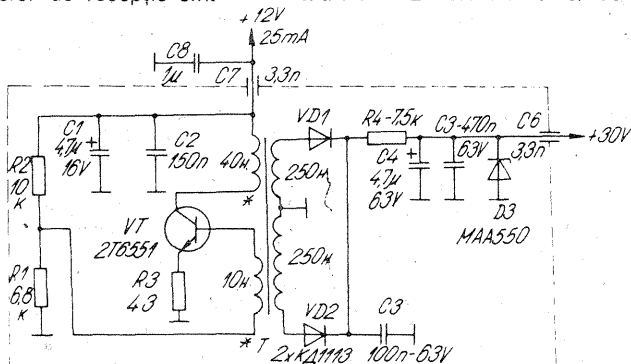 +12V
25mA
C8
1µ
C7
3,3n
VD1
R4-7,5K
C3-470n
C6
+30V
C1
47µ
16V
C2
150n
40н
250н
C4
4,7µ
63V
63V
3,3n
R2
10
K
*
D3
MAA550
VT
2T6551
R3
43
10н
250н
R1
6,8
K
* T
VD2
2xКД1113
C3
100n-63V